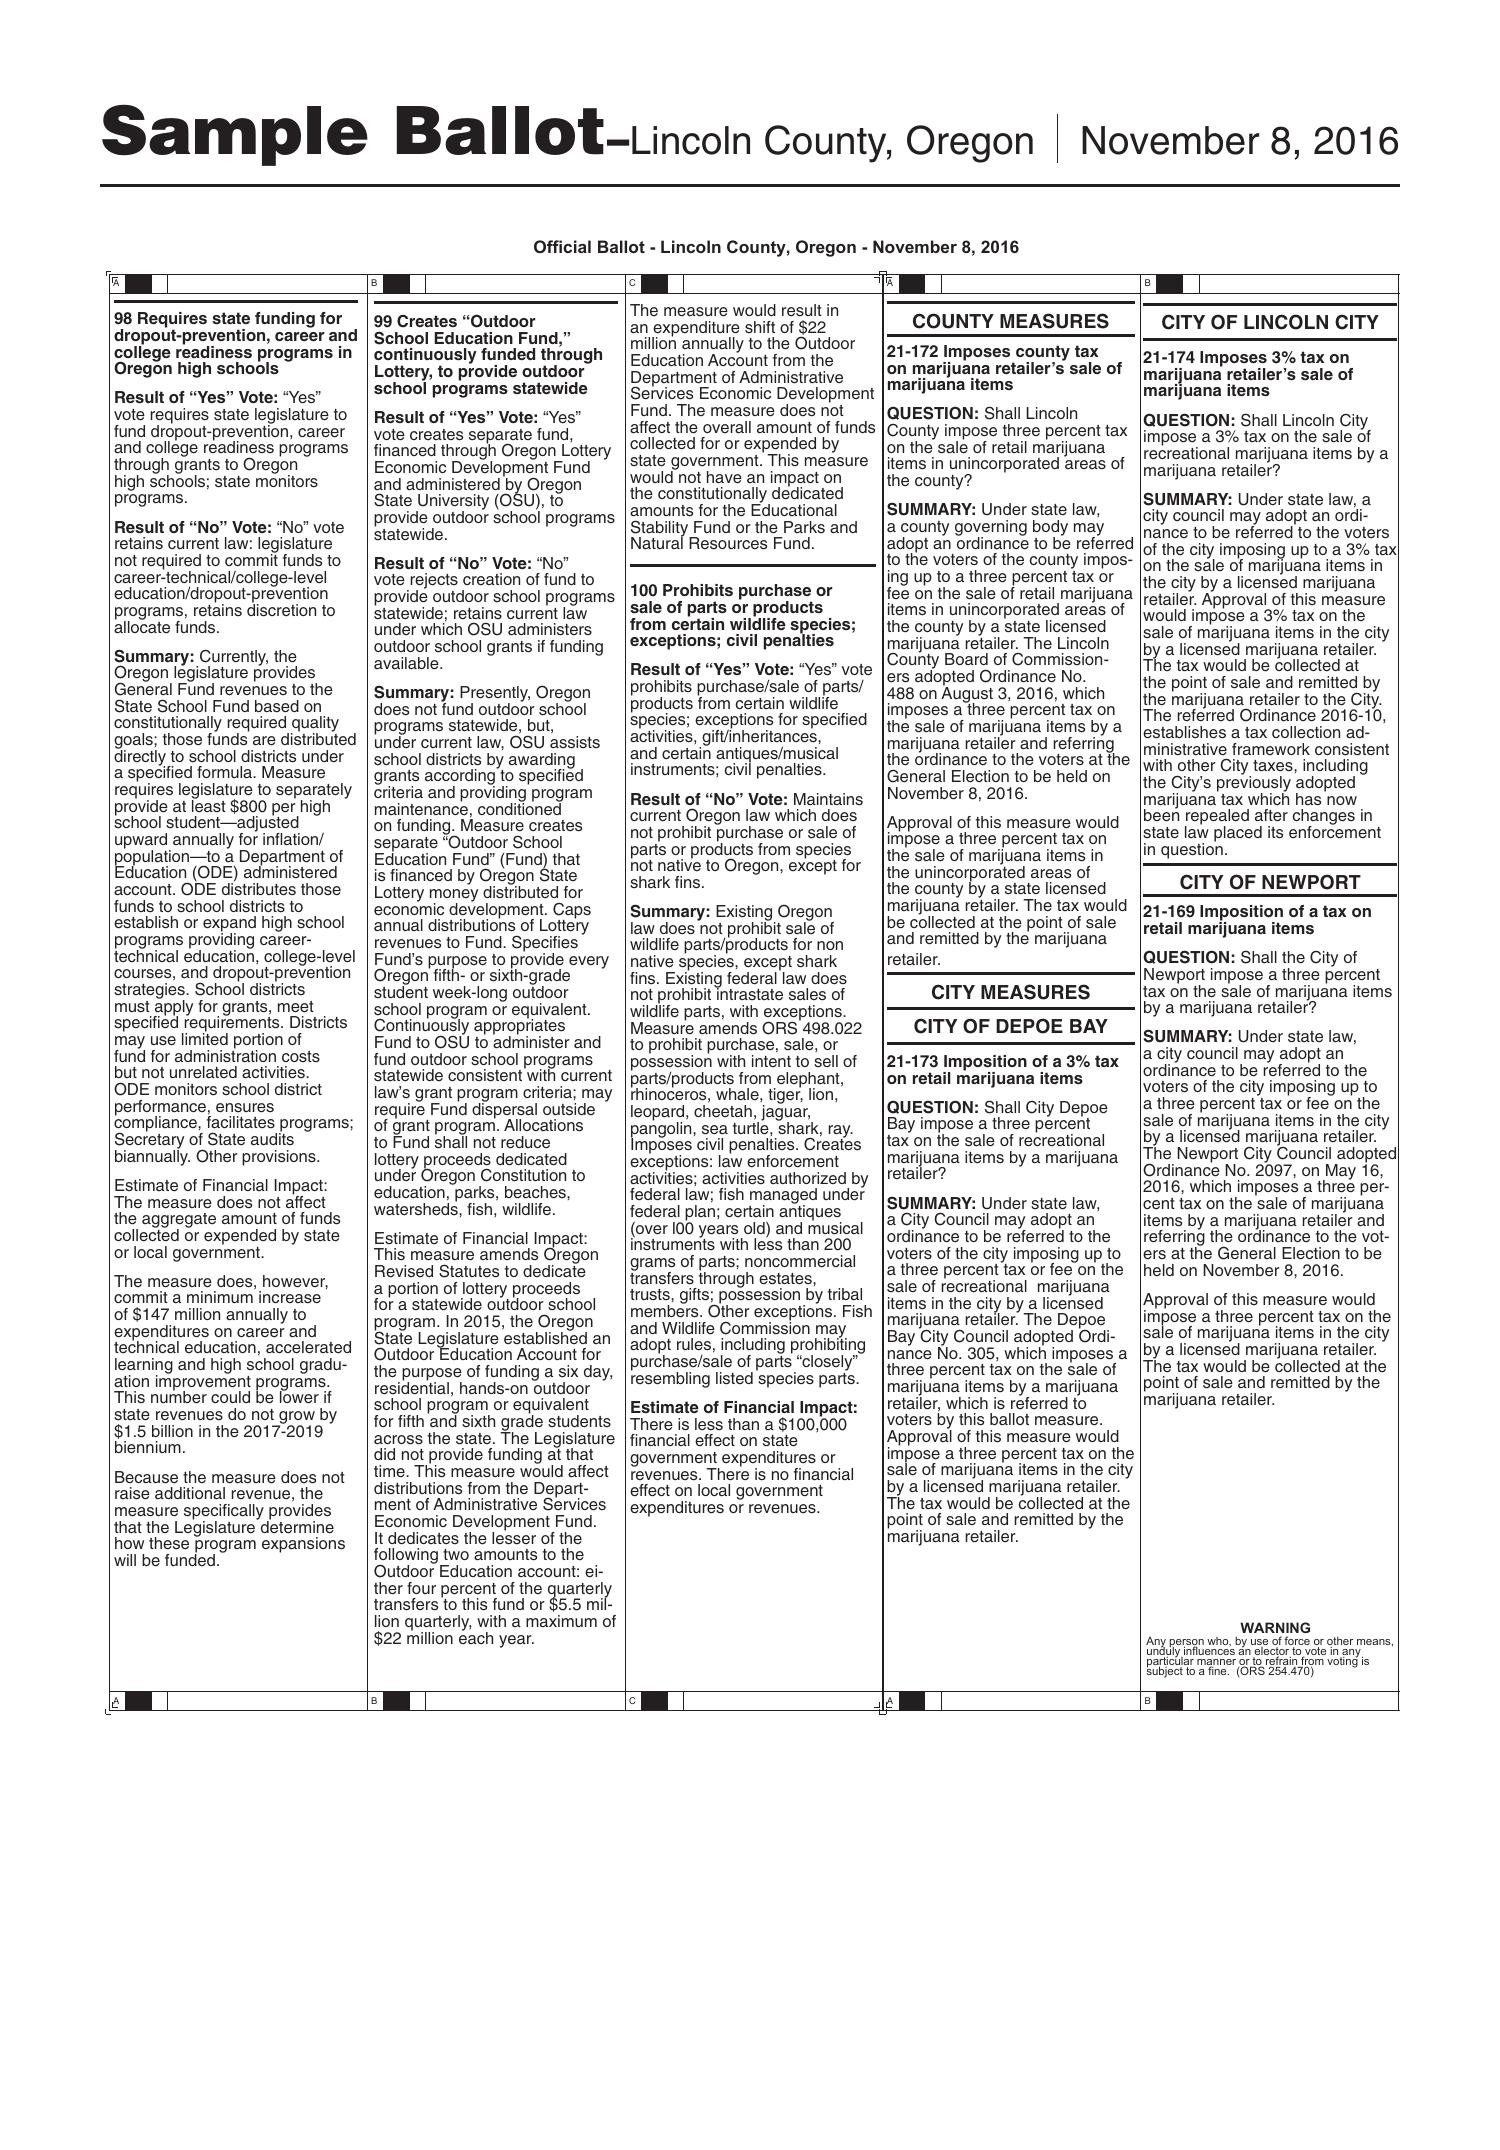 Sample Ballot–Lincoln County, Oregon | November 8, 2016
Official Ballot - Lincoln County, Oregon - November 8, 2016
A
B
C
A
B
98 Requires state funding for
dropout-prevention, career and
college readiness programs in
Oregon high schools
Result of “Yes” Vote: “Yes”
vote requires state legislature to
fund dropout-prevention, career
and college readiness programs
through grants to Oregon
high schools; state monitors
programs.
Result of “No” Vote: “No” vote
retains current law: legislature
not required to commit funds to
career-technical/college-level
education/dropout-prevention
programs, retains discretion to
allocate funds.
Summary: Currently, the
Oregon legislature provides
General Fund revenues to the
State School Fund based on
constitutionally required quality
goals; those funds are distributed
directly to school districts under
a specified formula. Measure
requires legislature to separately
provide at least $800 per high
school student—adjusted
upward annually for inflation/
population—to a Department of
Education (ODE) administered
account. ODE distributes those
funds to school districts to
establish or expand high school
programs providing career-
technical education, college-level
courses, and dropout-prevention
strategies. School districts
must apply for grants, meet
specified requirements. Districts
may use limited portion of
fund for administration costs
but not unrelated activities.
ODE monitors school district
performance, ensures
compliance, facilitates programs;
Secretary of State audits
biannually. Other provisions.
Estimate of Financial Impact:
The measure does not affect
the aggregate amount of funds
collected or expended by state
or local government.
The measure does, however,
commit a minimum increase
of $147 million annually to
expenditures on career and
technical education, accelerated
learning and high school gradu-
ation improvement programs.
This number could be lower if
state revenues do not grow by
$1.5 billion in the 2017-2019
biennium.
Because the measure does not
raise additional revenue, the
measure specifically provides
that the Legislature determine
how these program expansions
will be funded.
99 Creates “Outdoor
School Education Fund,”
continuously funded through
Lottery, to provide outdoor
school programs statewide
Result of “Yes” Vote: “Yes”
vote creates separate fund,
financed through Oregon Lottery
Economic Development Fund
and administered by Oregon
State University (OSU), to
provide outdoor school programs
statewide.
Result of “No” Vote: “No”
vote rejects creation of fund to
provide outdoor school programs
statewide; retains current law
under which OSU administers
outdoor school grants if funding
available.
Summary: Presently, Oregon
does not fund outdoor school
programs statewide, but,
under current law, OSU assists
school districts by awarding
grants according to specified
criteria and providing program
maintenance, conditioned
on funding. Measure creates
separate “Outdoor School
Education Fund” (Fund) that
is financed by Oregon State
Lottery money distributed for
economic development. Caps
annual distributions of Lottery
revenues to Fund. Specifies
Fund’s purpose to provide every
Oregon fifth- or sixth-grade
student week-long outdoor
school program or equivalent.
Continuously appropriates
Fund to OSU to administer and
fund outdoor school programs
statewide consistent with current
law’s grant program criteria; may
require Fund dispersal outside
of grant program. Allocations
to Fund shall not reduce
lottery proceeds dedicated
under Oregon Constitution to
education, parks, beaches,
watersheds, fish, wildlife.
Estimate of Financial Impact:
This measure amends Oregon
Revised Statutes to dedicate
a portion of lottery proceeds
for a statewide outdoor school
program. In 2015, the Oregon
State Legislature established an
Outdoor Education Account for
the purpose of funding a six day,
residential, hands-on outdoor
school program or equivalent
for fifth and sixth grade students
across the state. The Legislature
did not provide funding at that
time. This measure would affect
distributions from the Depart-
ment of Administrative Services
Economic Development Fund.
It dedicates the lesser of the
following two amounts to the
Outdoor Education account: ei-
ther four percent of the quarterly
transfers to this fund or $5.5 mil-
lion quarterly, with a maximum of
$22 million each year.
The measure would result in
an expenditure shift of $22
million annually to the Outdoor
Education Account from the
Department of Administrative
Services Economic Development
Fund. The measure does not
affect the overall amount of funds
collected for or expended by
state government. This measure
would not have an impact on
the constitutionally dedicated
amounts for the Educational
Stability Fund or the Parks and
Natural Resources Fund.
100 Prohibits purchase or
sale of parts or products
from certain wildlife species;
exceptions; civil penalties
Result of “Yes” Vote: “Yes” vote
prohibits purchase/sale of parts/
products from certain wildlife
species; exceptions for specified
activities, gift/inheritances,
and certain antiques/musical
instruments; civil penalties.
Result of “No” Vote: Maintains
current Oregon law which does
not prohibit purchase or sale of
parts or products from species
not native to Oregon, except for
shark fins.
Summary: Existing Oregon
law does not prohibit sale of
wildlife parts/products for non
native species, except shark
fins. Existing federal law does
not prohibit intrastate sales of
wildlife parts, with exceptions.
Measure amends ORS 498.022
to prohibit purchase, sale, or
possession with intent to sell of
parts/products from elephant,
rhinoceros, whale, tiger, lion,
leopard, cheetah, jaguar,
pangolin, sea turtle, shark, ray.
Imposes civil penalties. Creates
exceptions: law enforcement
activities; activities authorized by
federal law; fish managed under
federal plan; certain antiques
(over l00 years old) and musical
instruments with less than 200
grams of parts; noncommercial
transfers through estates,
trusts, gifts; possession by tribal
members. Other exceptions. Fish
and Wildlife Commission may
adopt rules, including prohibiting
purchase/sale of parts “closely”
resembling listed species parts.
Estimate of Financial Impact:
There is less than a $100,000
financial effect on state
government expenditures or
revenues. There is no financial
effect on local government
expenditures or revenues.
COUNTY MEASURES
21-172 Imposes county tax
on marijuana retailer’s sale of
marijuana items
QUESTION: Shall Lincoln
County impose three percent tax
on the sale of retail marijuana
items in unincorporated areas of
the county?
SUMMARY: Under state law,
a county governing body may
adopt an ordinance to be referred
to the voters of the county impos-
ing up to a three percent tax or
fee on the sale of retail marijuana
items in unincorporated areas of
the county by a state licensed
marijuana retailer. The Lincoln
County Board of Commission-
ers adopted Ordinance No.
488 on August 3, 2016, which
imposes a three percent tax on
the sale of marijuana items by a
marijuana retailer and referring
the ordinance to the voters at the
General Election to be held on
November 8, 2016.
Approval of this measure would
impose a three percent tax on
the sale of marijuana items in
the unincorporated areas of
the county by a state licensed
marijuana retailer. The tax would
be collected at the point of sale
and remitted by the marijuana
retailer.
CITY MEASURES
CITY OF DEPOE BAY
21-173 Imposition of a 3% tax
on retail marijuana items
QUESTION: Shall City Depoe
Bay impose a three percent
tax on the sale of recreational
marijuana items by a marijuana
retailer?
SUMMARY: Under state law,
a City Council may adopt an
ordinance to be referred to the
voters of the city imposing up to
a three percent tax or fee on the
sale of recreational  marijuana
items in the city by a licensed
marijuana retailer. The Depoe
Bay City Council adopted Ordi-
nance No. 305, which imposes a
three percent tax on the sale of
marijuana items by a marijuana
retailer, which is referred to
voters by this ballot measure.
Approval of this measure would
impose a three percent tax on the
sale of marijuana items in the city
by a licensed marijuana retailer.
The tax would be collected at the
point of sale and remitted by the
marijuana retailer.
CITY OF LINCOLN CITY
21-174 Imposes 3% tax on
marijuana retailer’s sale of
marijuana items
QUESTION: Shall Lincoln City
impose a 3% tax on the sale of
recreational marijuana items by a
marijuana retailer?
SUMMARY: Under state law, a
city council may adopt an ordi-
nance to be referred to the voters
of the city imposing up to a 3% tax
on the sale of marijuana items in
the city by a licensed marijuana
retailer. Approval of this measure
would impose a 3% tax on the
sale of marijuana items in the city
by a licensed marijuana retailer.
The tax would be collected at
the point of sale and remitted by
the marijuana retailer to the City.
The referred Ordinance 2016-10,
establishes a tax collection ad-
ministrative framework consistent
with other City taxes, including
the City’s previously adopted
marijuana tax which has now
been repealed after changes in
state law placed its enforcement
in question.
CITY OF NEWPORT
21-169 Imposition of a tax on
retail marijuana items
QUESTION: Shall the City of
Newport impose a three percent
tax on the sale of marijuana items
by a marijuana retailer?
SUMMARY: Under state law,
a city council may adopt an
ordinance to be referred to the
voters of the city imposing up to
a three percent tax or fee on the
sale of marijuana items in the city
by a licensed marijuana retailer.
The Newport City Council adopted
Ordinance No. 2097, on May 16,
2016, which imposes a three per-
cent tax on the sale of marijuana
items by a marijuana retailer and
referring the ordinance to the vot-
ers at the General Election to be
held on November 8, 2016.
Approval of this measure would
impose a three percent tax on the
sale of marijuana items in the city
by a licensed marijuana retailer.
The tax would be collected at the
point of sale and remitted by the
marijuana retailer.
WARNING
Any person who, by use of force or other means,
unduly influences an elector to vote in any
particular manner or to refrain from voting is
subject to a fine.  (ORS 254.470)
A
B
C
A
B